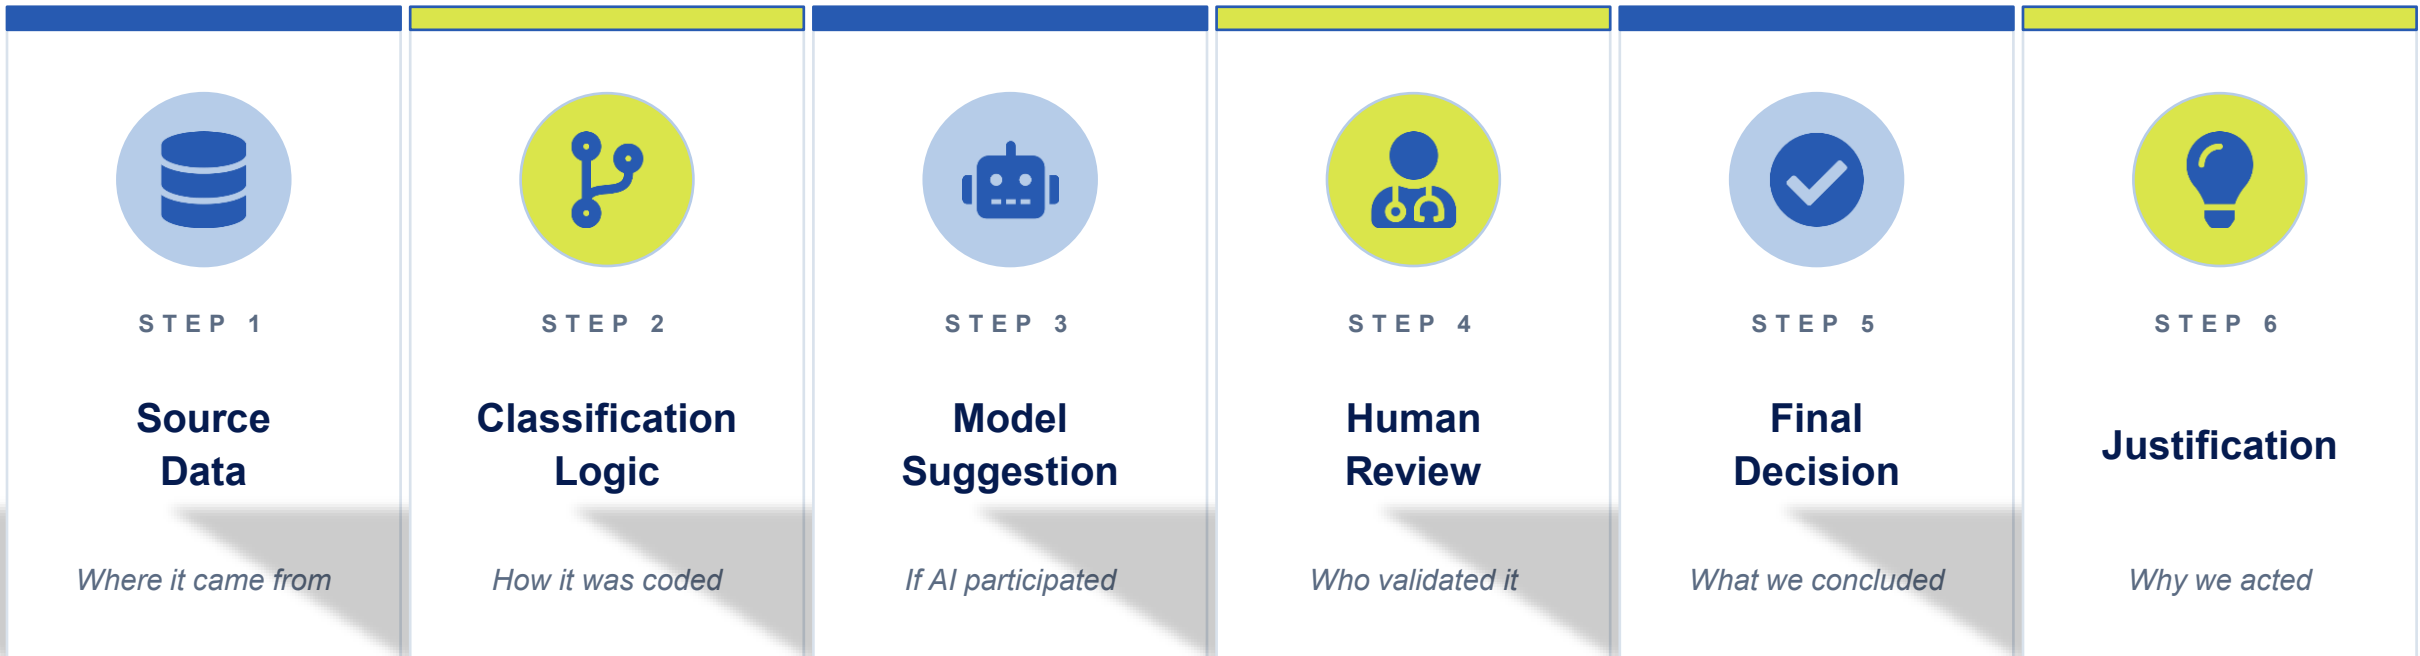 STEP 1
Source
Data
Where it came from
STEP 2
Classification
Logic
How it was coded
STEP 3
Model
Suggestion
If AI participated
STEP 4
Human
Review
Who validated it
STEP 5
Final
Decision
What we concluded
STEP 6
Justification
Why we acted